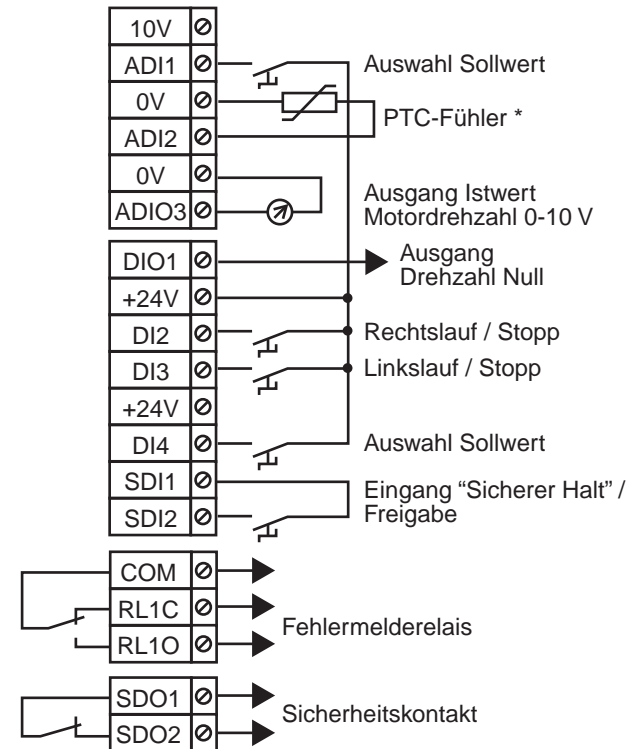 10V
ADI1 Auswahl Sollwert
0V
PTC-Fühler *
ADI2
0V
Ausgang Istwert
ADIO3 Motordrehzahl 0-10 V
DIO1 Ausgang
Drehzahl Null
+24V
DI2 Rechtslauf / Stopp
DI3 Linkslauf / Stopp
+24V
DI4 Auswahl Sollwert
SDI1
Eingang “Sicherer Halt” /
SDI2 Freigabe
COM
RL1C
Fehlermelderelais
RL1O
SDO1
Sicherheitskontakt
SDO2